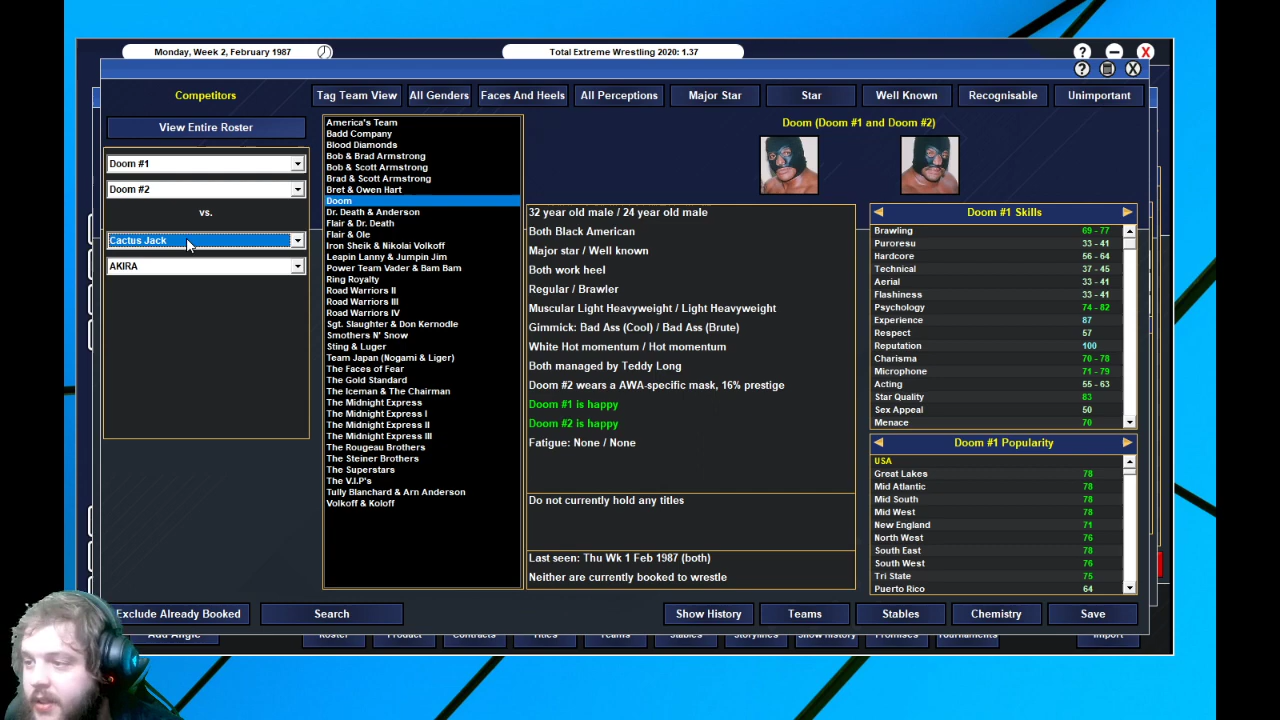 Monday, Week 2, February 1987
Total Extreme Wrestling 2020: 1.37
?
X
?
X
Competitors
Tag Team View
All Genders
Faces And Heels
All Perceptions
Major Star
Star
Well Known
Recognisable
Unimportant
View Entire Roster
Doom #1
Doom #2
vs.
Cactus Jack
AKIRA
America's Team
Badd Company
Blood Diamonds
Bob & Brad Armstrong
Bob & Scott Armstrong
Brad & Scott Armstrong
Bret & Owen Hart
Doom
Dr. Death & Anderson
Flair & Dr. Death
Flair & Ole
Iron Sheik & Nikolai Volkoff
Leapin Lanny & Jumpin Jim
Power Team Vader & Bam Bam
Ring Royalty
Road Warriors II
Road Warriors III
Road Warriors IV
Sgt. Slaughter & Don Kernodle
Smothers N' Snow
Sting & Luger
Team Japan (Nogami & Liger)
The Faces of Fear
The Gold Standard
The Iceman & The Chairman
The Midnight Express
The Midnight Express I
The Midnight Express II
The Midnight Express III
The Rougeau Brothers
The Steiner Brothers
The Superstars
The V.I.P's
Tully Blanchard & Arn Anderson
Volkoff & Koloff
Doom (Doom #1 and Doom #2)
32 year old male / 24 year old male
Both Black American
Major star / Well known
Both work heel
Regular / Brawler
Muscular Light Heavyweight / Light Heavyweight
Gimmick: Bad Ass (Cool) / Bad Ass (Brute)
White Hot momentum / Hot momentum
Both managed by Teddy Long
Doom #2 wears a AWA-specific mask, 16% prestige
Doom #1 is happy
Doom #2 is happy
Fatigue: None / None
Do not currently hold any titles
Last seen: Thu Wk 1 Feb 1987 (both)
Neither are currently booked to wrestle
Doom #1 Skills
Brawling 69 - 77
Puroresu 33 - 41
Hardcore 56 - 64
Technical 37 - 45
Aerial 33 - 41
Flashiness 33 - 41
Psychology 74 - 82
Experience 87
Respect 57
Reputation 100
Charisma 70 - 78
Microphone 71 - 79
Acting 55 - 63
Star Quality 83
Sex Appeal 50
Menace 70
Doom #1 Popularity
USA
Great Lakes 78
Mid Atlantic 78
Mid South 78
Mid West 78
New England 71
North West 76
South East 78
South West 76
Tri State 75
Puerto Rico 64
Exclude Already Booked
Search
Show History
Teams
Stables
Chemistry
Save
Add Angle
Roster
Product
Contracts
Titles
Teams
Stables
Storylines
Show History
Promises
Tournaments
Import